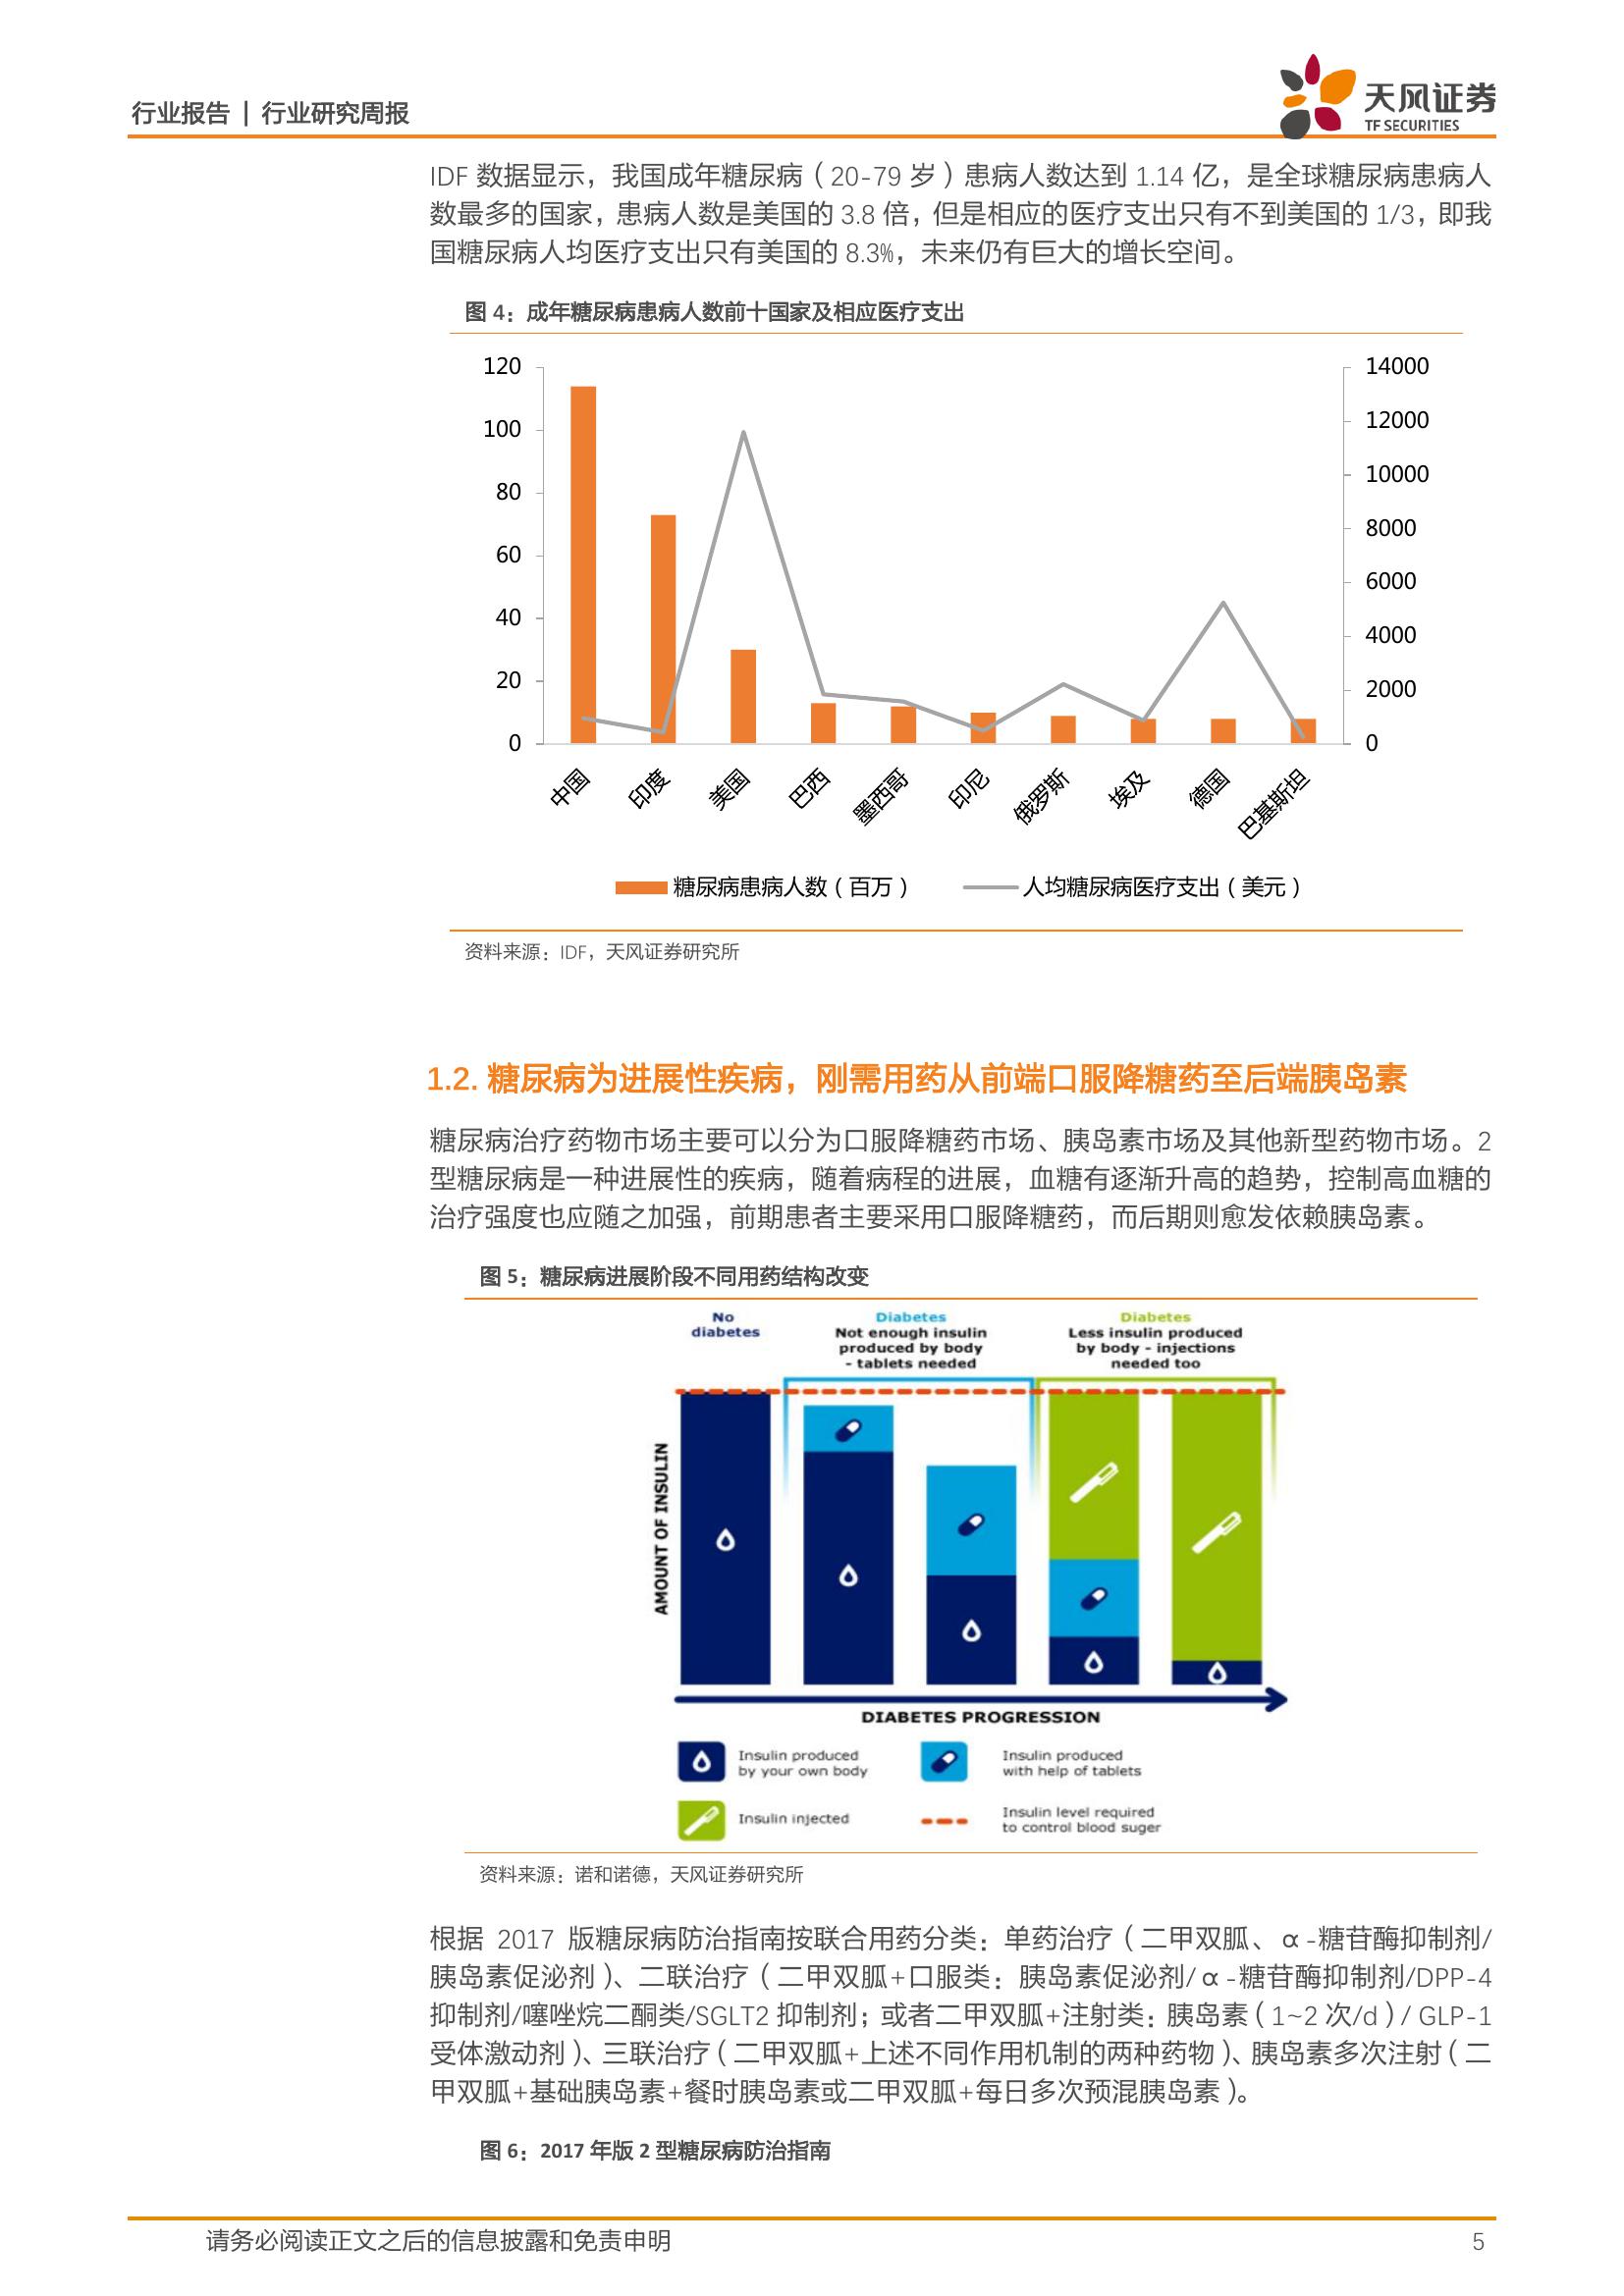 行业报告 | 行业研究周报
天风证券
TF SECURITIES
IDF 数据显示，我国成年糖尿病（20-79 岁）患病人数达到 1.14 亿，是全球糖尿病患病人
数最多的国家，患病人数是美国的 3.8 倍，但是相应的医疗支出只有不到美国的 1/3，即我
国糖尿病人均医疗支出只有美国的 8.3%，未来仍有巨大的增长空间。
图 4：成年糖尿病患病人数前十国家及相应医疗支出
120
100
80
60
40
20
0
14000
12000
10000
8000
6000
4000
2000
0
中国
印度
美国
巴西
墨西哥
印尼
俄罗斯
埃及
德国
巴基斯坦
糖尿病患病人数（百万）
人均糖尿病医疗支出（美元）
资料来源：IDF，天风证券研究所
1.2. 糖尿病为进展性疾病，刚需用药从前端口服降糖药至后端胰岛素
糖尿病治疗药物市场主要可以分为口服降糖药市场、胰岛素市场及其他新型药物市场。2
型糖尿病是一种进展性的疾病，随着病程的进展，血糖有逐渐升高的趋势，控制高血糖的
治疗强度也应随之加强，前期患者主要采用口服降糖药，而后期则愈发依赖胰岛素。
图 5：糖尿病进展阶段不同用药结构改变
No
diabetes
Diabetes
Not enough insulin
produced by body
- tablets needed
Diabetes
Less insulin produced
by body - injections
needed too
AMOUNT OF INSULIN
DIABETES PROGRESSION
Insulin produced
by your own body
Insulin produced
with help of tablets
Insulin injected
Insulin level required
to control blood suger
资料来源：诺和诺德，天风证券研究所
根据 2017 版糖尿病防治指南按联合用药分类：单药治疗（二甲双胍、α-糖苷酶抑制剂/
胰岛素促泌剂）、二联治疗（二甲双胍+口服类：胰岛素促泌剂/α-糖苷酶抑制剂/DPP-4
抑制剂/噻唑烷二酮类/SGLT2 抑制剂；或者二甲双胍+注射类：胰岛素（1~2 次/d）/ GLP-1
受体激动剂）、三联治疗（二甲双胍+上述不同作用机制的两种药物）、胰岛素多次注射（二
甲双胍+基础胰岛素+餐时胰岛素或二甲双胍+每日多次预混胰岛素）。
图 6：2017 年版 2 型糖尿病防治指南
请务必阅读正文之后的信息披露和免责申明
5